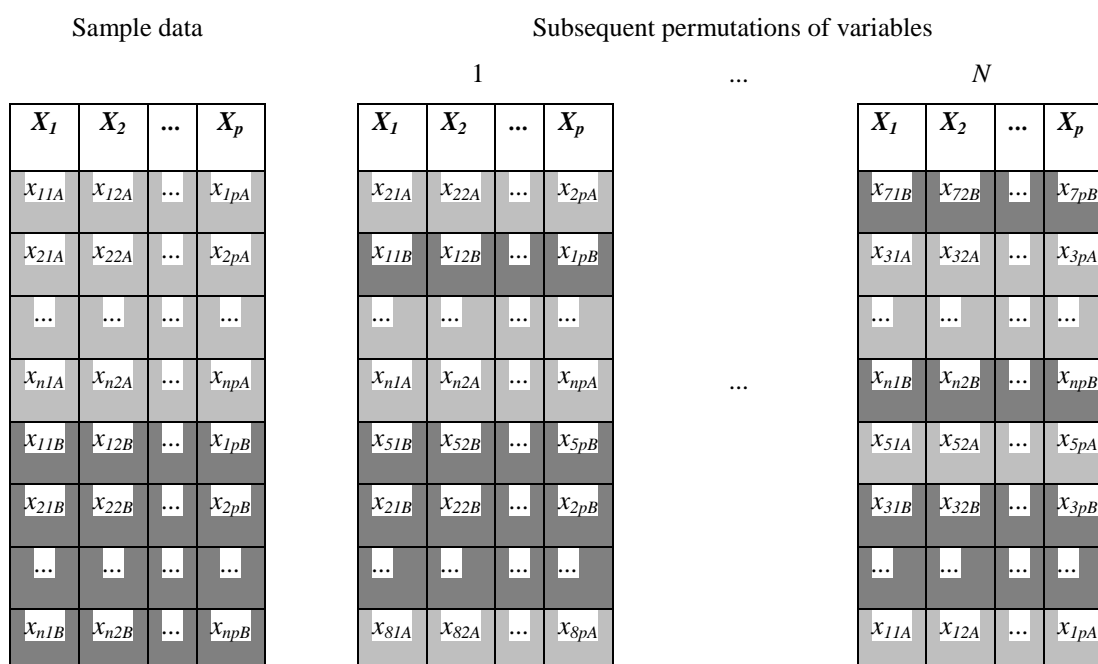 Sample data Subsequent permutations of variables
1 ... N
X1 X2 ... Xp X1 X2 ... Xp X1 X2 ... Xp
x11A x12A ... x1pA x21A x22A ... x2pA x71B x72B ... x7pB
x21A x22A ... x2pA x11B x12B ... x1pB x31A x32A ... x3pA
... ... ... ... ... ... ... ... ... ... ... ...
xn1A xn2A ... xnpA xn1A xn2A ... xnpA ... xn1B xn2B ... xnpB
x11B x12B ... x1pB x51B x52B ... x5pB x51A x52A ... x5pA
x21B x22B ... x2pB x21B x22B ... x2pB x31B x32B ... x3pB
... ... ... ... ... ... ... ... ... ... ... ...
xn1B xn2B ... xnpB x81A x82A ... x8pA x11A x12A ... x1pA